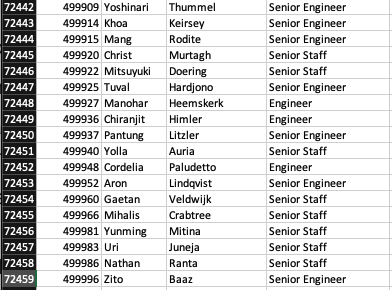 72442 499909 Yoshinari Thummel Senior Engineer
72443 499914 Khoa Keirsey Senior Engineer
72444 499915 Mang Rodite Senior Engineer
72445 499920 Christ Murtagh Senior Staff
72446 499922 Mitsuyuki Doering Senior Staff
72447 499925 Tuval Hardjono Senior Engineer
72448 499927 Manohar Heemskerk Engineer
72449 499936 Chiranjit Himler Engineer
72450 499937 Pantung Litzler Senior Engineer
72451 499940 Yolla Auria Senior Staff
72452 499948 Cordelia Paludetto Engineer
72453 499952 Aron Lindqvist Senior Engineer
72454 499960 Gaetan Veldwijk Senior Staff
72455 499966 Mihalis Crabtree Senior Staff
72456 499981 Yunming Mitina Senior Staff
72457 499983 Uri Juneja Senior Staff
72458 499986 Nathan Ranta Senior Staff
72459 499996 Zito Baaz Senior Engineer